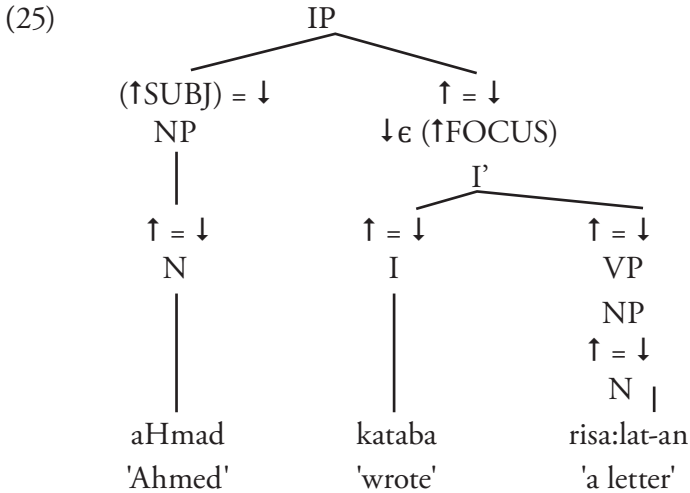 (25) IP
(↑SUBJ) = ↓ ↑ = ↓
NP ↓ϵ (↑FOCUS)
I’
↑ = ↓ ↑ = ↓ ↑ = ↓
N I VP
NP
↑ = ↓
N
aHmad kataba risa:lat-an
'Ahmed' 'wrote' 'a letter'